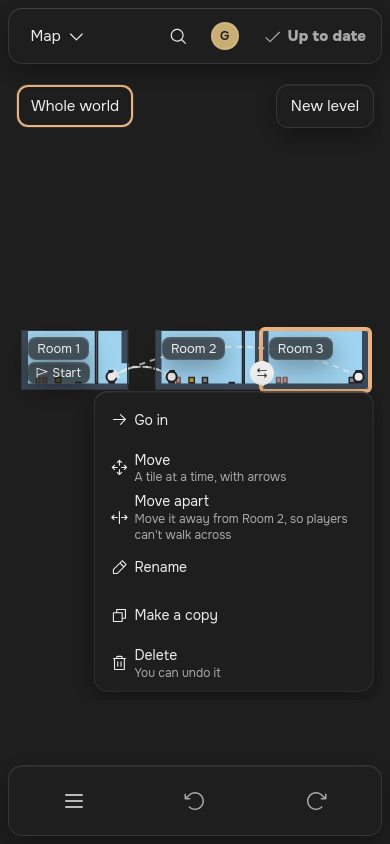 Map
G
Up to date
Whole world
New level
Room 1
Room 2
Room 3
Start
Go in
Move
A tile at a time, with arrows
Move apart
Move it away from Room 2, so players
can't walk across
Rename
Make a copy
Delete
You can undo it